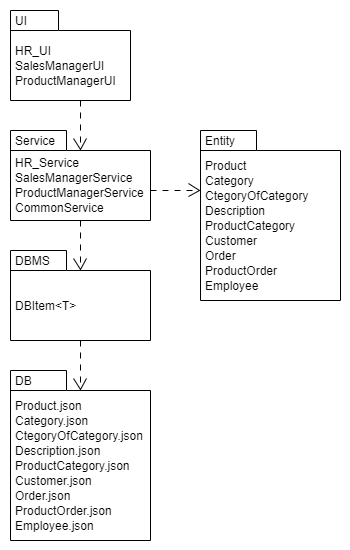 UI
HR_UI
SalesManagerUI
ProductManagerUI
Service
HR_Service
SalesManagerService
ProductManagerService
CommonService
Entity
Product
Category
CtegoryOfCategory
Description
ProductCategory
Customer
Order
ProductOrder
Employee
DBMS
DBItem<T>
DB
Product.json
Category.json
CtegoryOfCategory.json
Description.json
ProductCategory.json
Customer.json
Order.json
ProductOrder.json
Employee.json